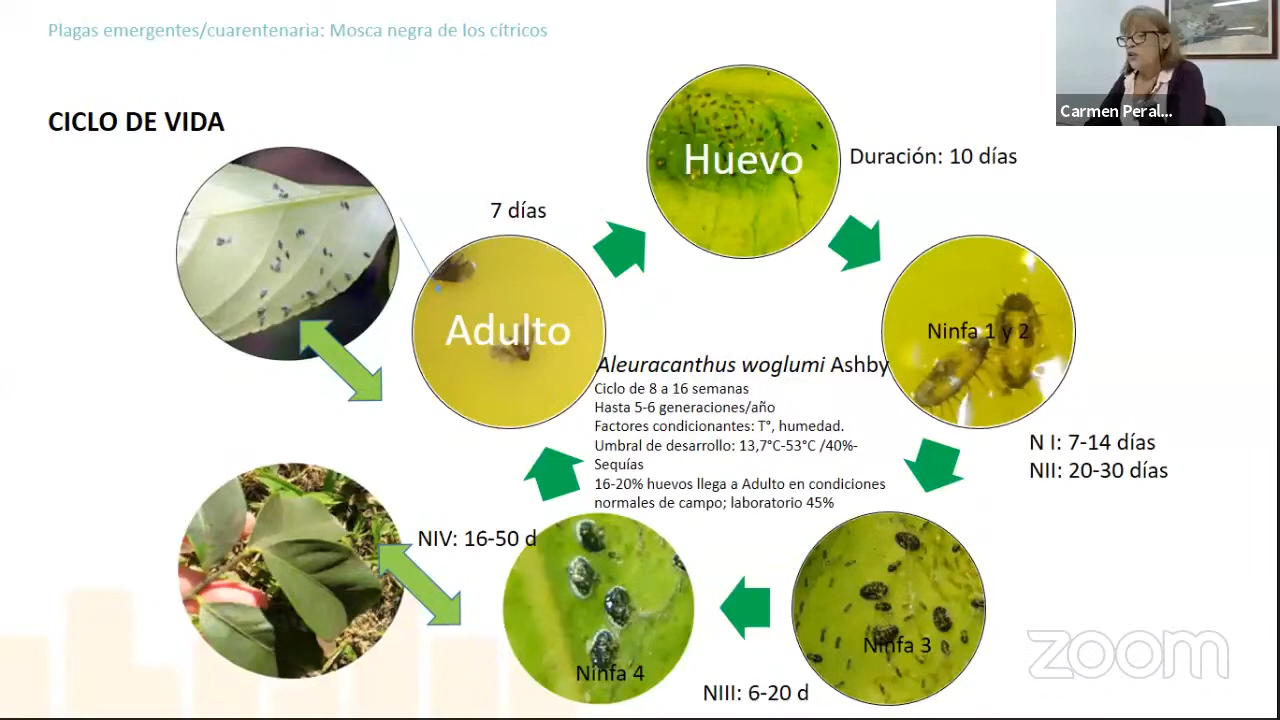 Plagas emergentes/cuarentenaria: Mosca negra de los cítricos
Carmen Peral...
CICLO DE VIDA
Huevo
Duración: 10 días
7 días
Adulto
Ninfa 1 y 2
Aleuracanthus woglumi Ashby
Ciclo de 8 a 16 semanas
Hasta 5-6 generaciones/año
Factores condicionantes: T°, humedad.
Umbral de desarrollo: 13,7°C-53°C /40%-
Sequías
16-20% huevos llega a Adulto en condiciones
normales de campo; laboratorio 45%
N I: 7-14 días
NII: 20-30 días
NIV: 16-50 d
Ninfa 3
Ninfa 4
NIII: 6-20 d
zoom